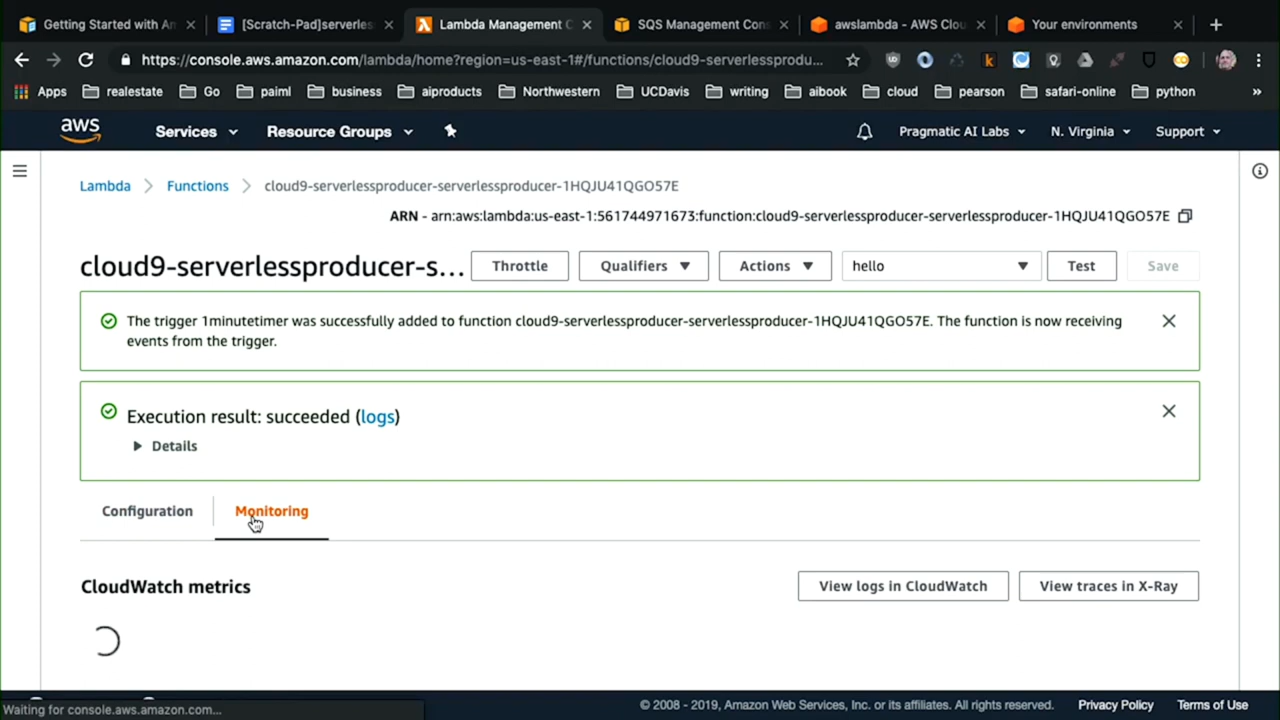 Getting Started with An
[Scratch-Pad]serverles
Lambda Management C
SQS Management Cons
awslambda - AWS Clou
Your environments
https://console.aws.amazon.com/lambda/home?region=us-east-1#/functions/cloud9-serverlessprodu...
Apps
realestate
Go
paiml
business
aiproducts
Northwestern
UCDavis
writing
aibook
cloud
pearson
safari-online
python
»
aws
Services
Resource Groups
Pragmatic AI Labs
N. Virginia
Support
Lambda
Functions
cloud9-serverlessproducer-serverlessproducer-1HQJU41QGO57E
ARN - arn:aws:lambda:us-east-1:561744971673:function:cloud9-serverlessproducer-serverlessproducer-1HQJU41QGO57E
cloud9-serverlessproducer-s...
Throttle
Qualifiers
Actions
hello
Test
Save
The trigger 1minutetimer was successfully added to function cloud9-serverlessproducer-serverlessproducer-1HQJU41QGO57E. The function is now receiving
events from the trigger.
Execution result: succeeded (logs)
Details
Configuration
Monitoring
CloudWatch metrics
View logs in CloudWatch
View traces in X-Ray
Waiting for console.aws.amazon.com...
© 2008 - 2019, Amazon Web Services, Inc. or its affiliates. All rights reserved.
Privacy Policy
Terms of Use